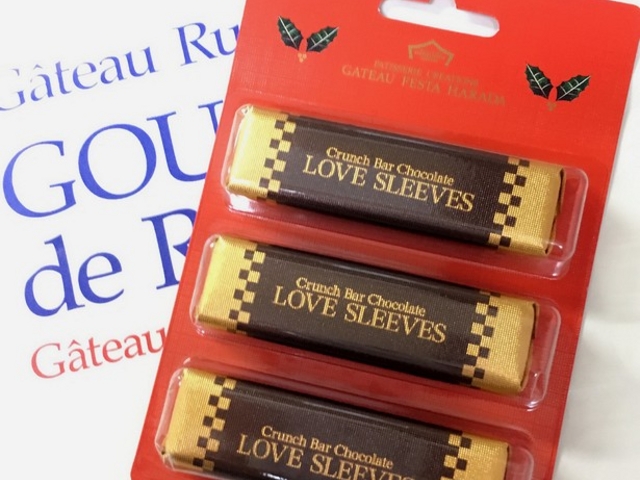 Gâteau Ru
GOU
de R
Gâteau
PATISSERIE CREATIONS
GATEAU FESTA HARADA
Crunch Bar Chocolate
LOVE SLEEVES
Crunch Bar Chocolate
LOVE SLEEVES
Crunch Bar Chocolate
LOVE SLEEVES